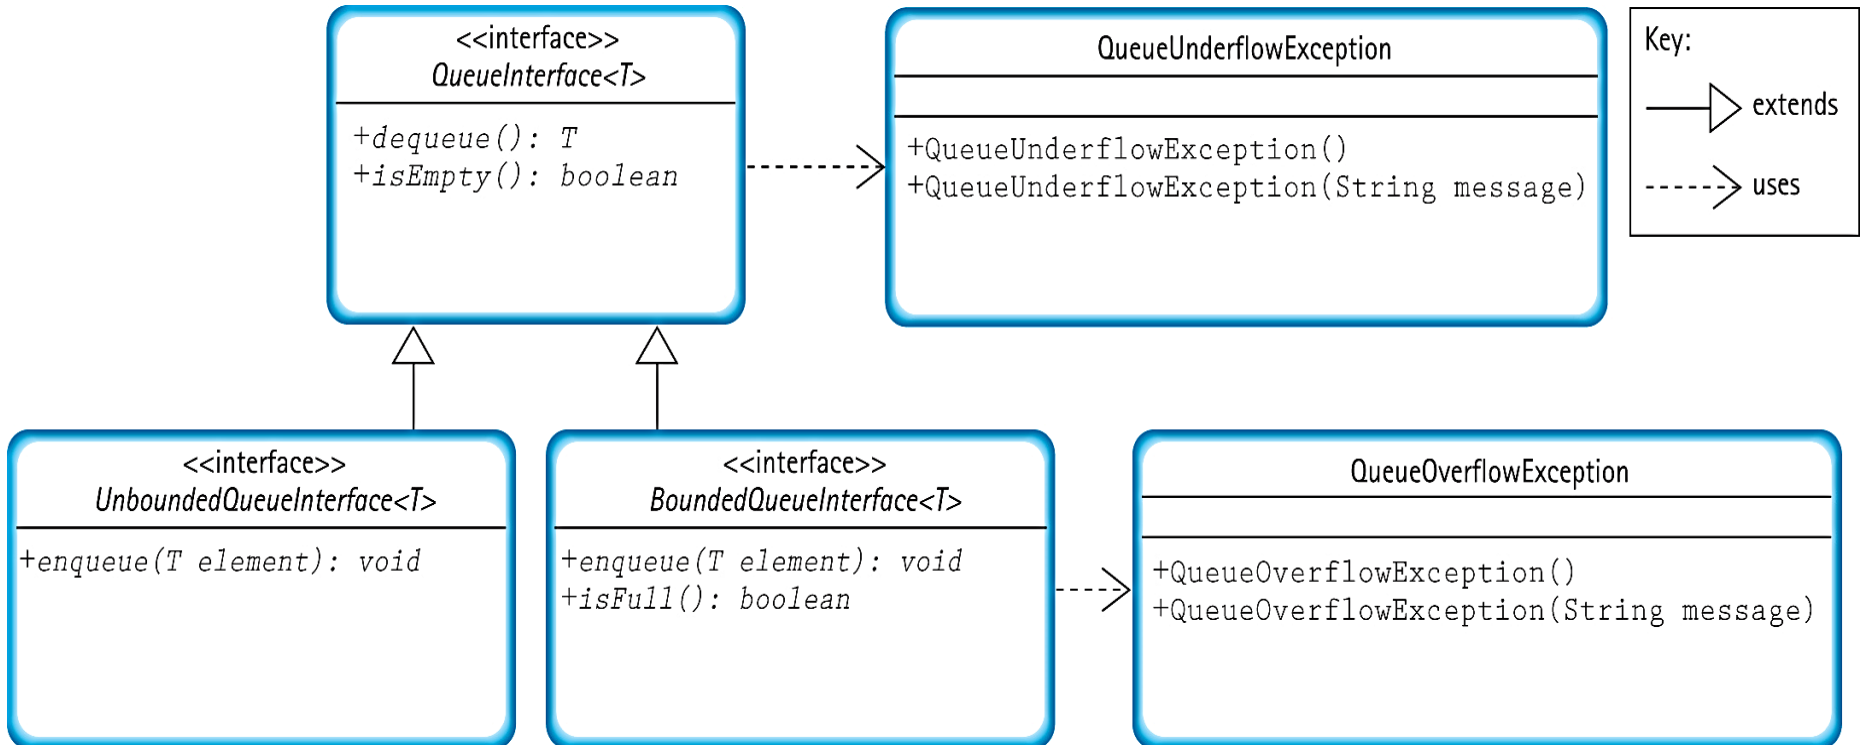 <<interface>>
QueueInterface<T>
+dequeue(): T
+isEmpty(): boolean
QueueUnderflowException
+QueueUnderflowException()
+QueueUnderflowException(String message)
Key:
extends
uses
<<interface>>
UnboundedQueueInterface<T>
+enqueue(T element): void
<<interface>>
BoundedQueueInterface<T>
+enqueue(T element): void
+isFull(): boolean
QueueOverflowException
+QueueOverflowException()
+QueueOverflowException(String message)